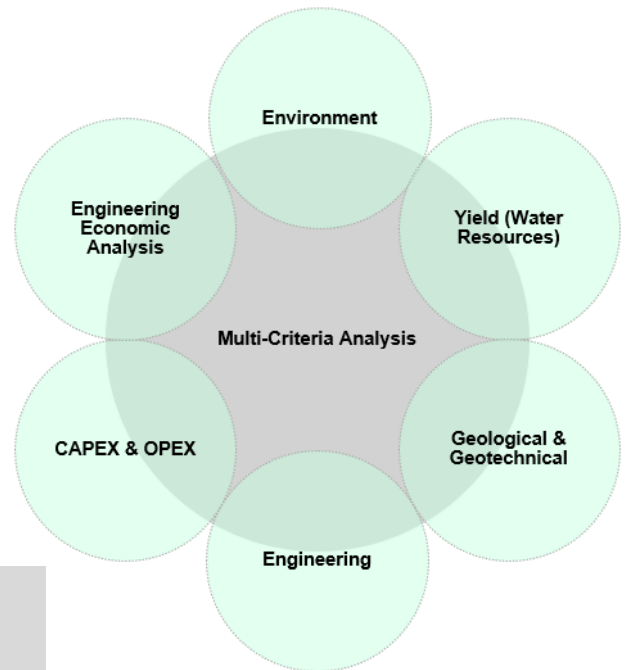 Environment
Engineering
Economic
Analysis
Yield (Water
Resources)
Multi-Criteria Analysis
CAPEX & OPEX
Geological &
Geotechnical
Engineering